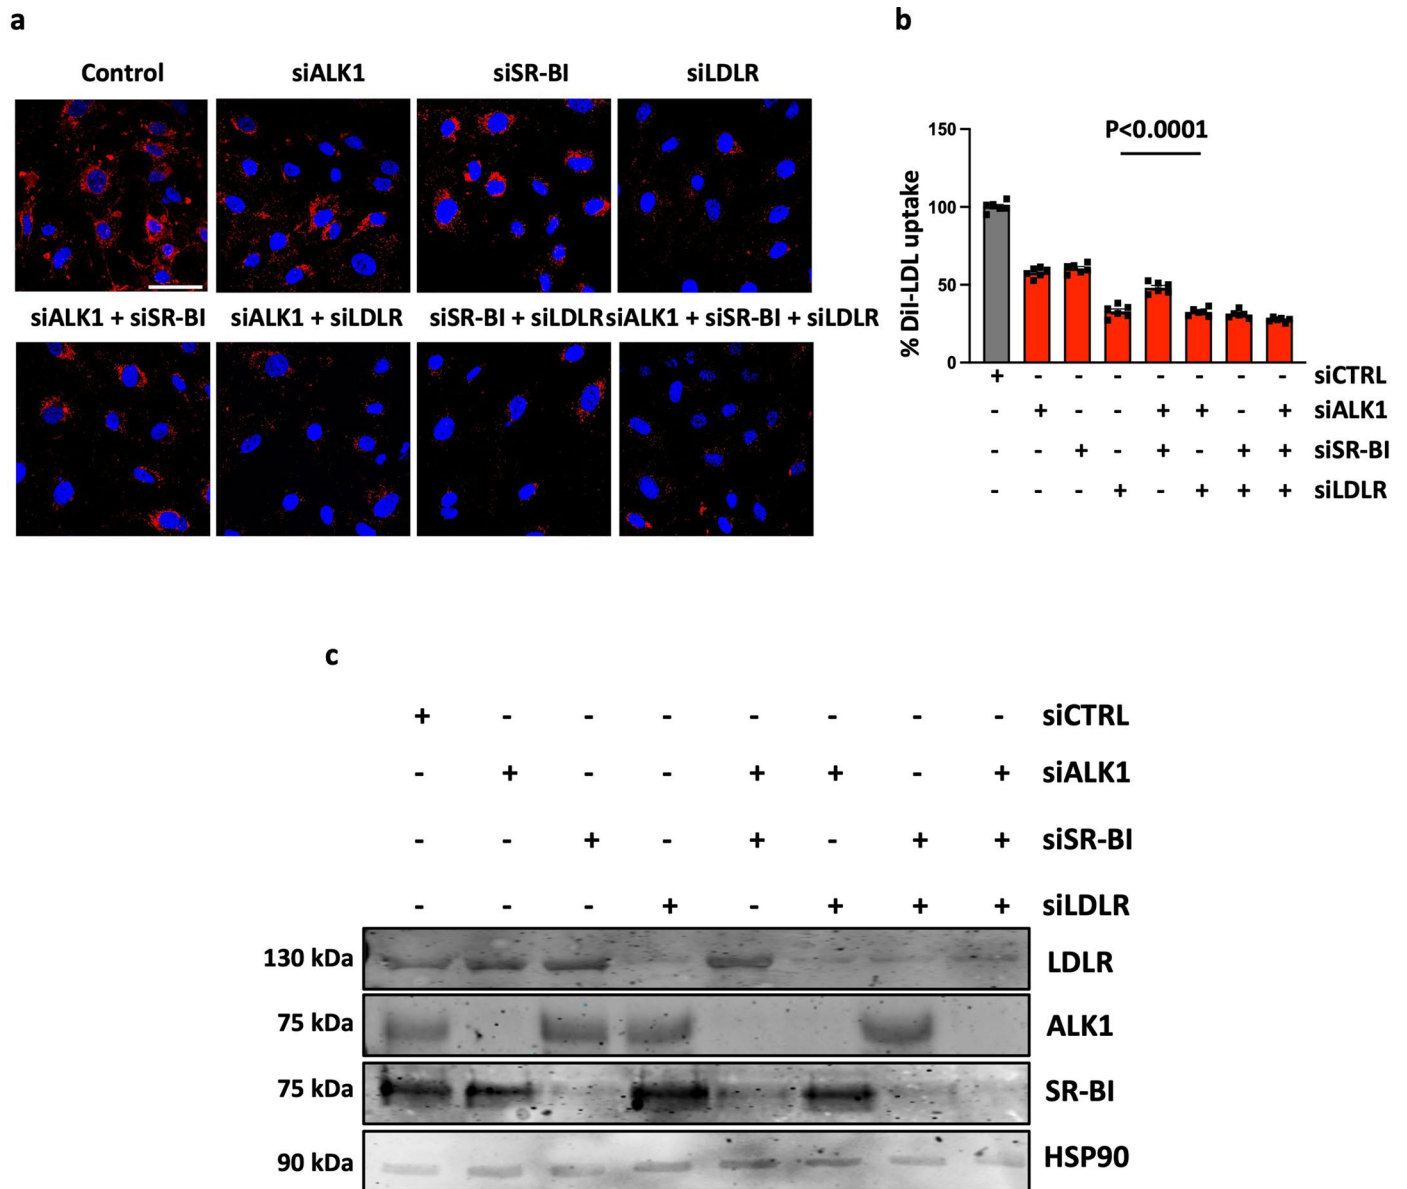 a
Control siALK1 siSR-BI siLDLR
siALK1 + siSR-BI siALK1 + siLDLR siSR-BI + siLDLR siALK1 + siSR-BI + siLDLR
b
P<0.0001
% DiI-LDL uptake
150
100
50
0
+ - - - - - - - siCTRL
- + - - + + - + siALK1
- - + - + - + + siSR-BI
- - - + - + + + siLDLR
c
+ - - - - - - - siCTRL
- + - - + + - + siALK1
- - + - + - + + siSR-BI
- - - + - + + + siLDLR
130 kDa LDLR
75 kDa ALK1
75 kDa SR-BI
90 kDa HSP90